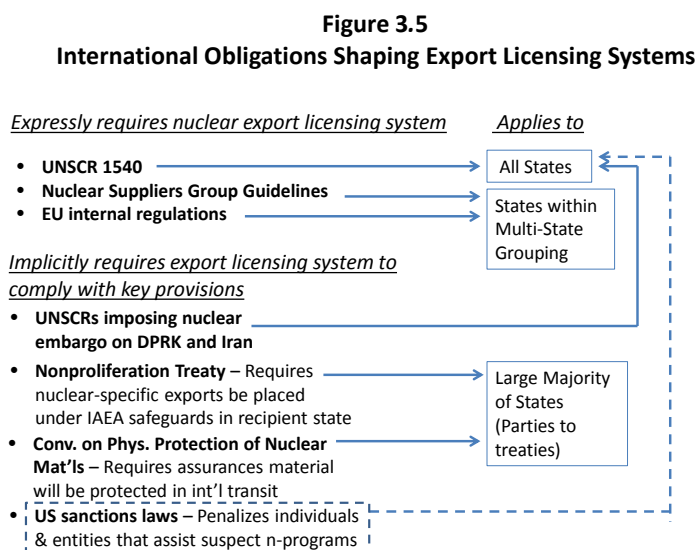 Figure 3.5
International Obligations Shaping Export Licensing Systems
Expressly requires nuclear export licensing system
Applies to
• UNSCR 1540
• Nuclear Suppliers Group Guidelines
• EU internal regulations
All States
States within
Multi-State
Grouping
Implicitly requires export licensing system to
comply with key provisions
• UNSCRs imposing nuclear
embargo on DPRK and Iran
• Nonproliferation Treaty – Requires
nuclear-specific exports be placed
under IAEA safeguards in recipient state
• Conv. on Phys. Protection of Nuclear
Mat'ls – Requires assurances material
will be protected in int'l transit
• US sanctions laws – Penalizes individuals
& entities that assist suspect n-programs
Large Majority
of States
(Parties to
treaties)